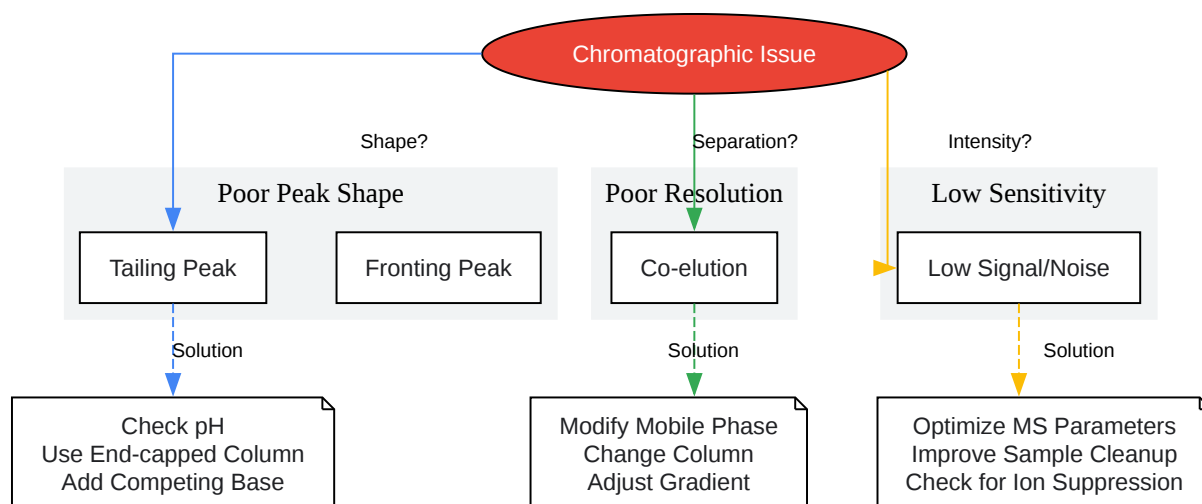 Chromatographic Issue
Shape?
Separation?
Intensity?
Poor Peak Shape
Poor Resolution
Low Sensitivity
Tailing Peak
Fronting Peak
Co-elution
Low Signal/Noise
Solution
Solution
Solution
Check pH
Use End-capped Column
Add Competing Base
Modify Mobile Phase
Change Column
Adjust Gradient
Optimize MS Parameters
Improve Sample Cleanup
Check for Ion Suppression